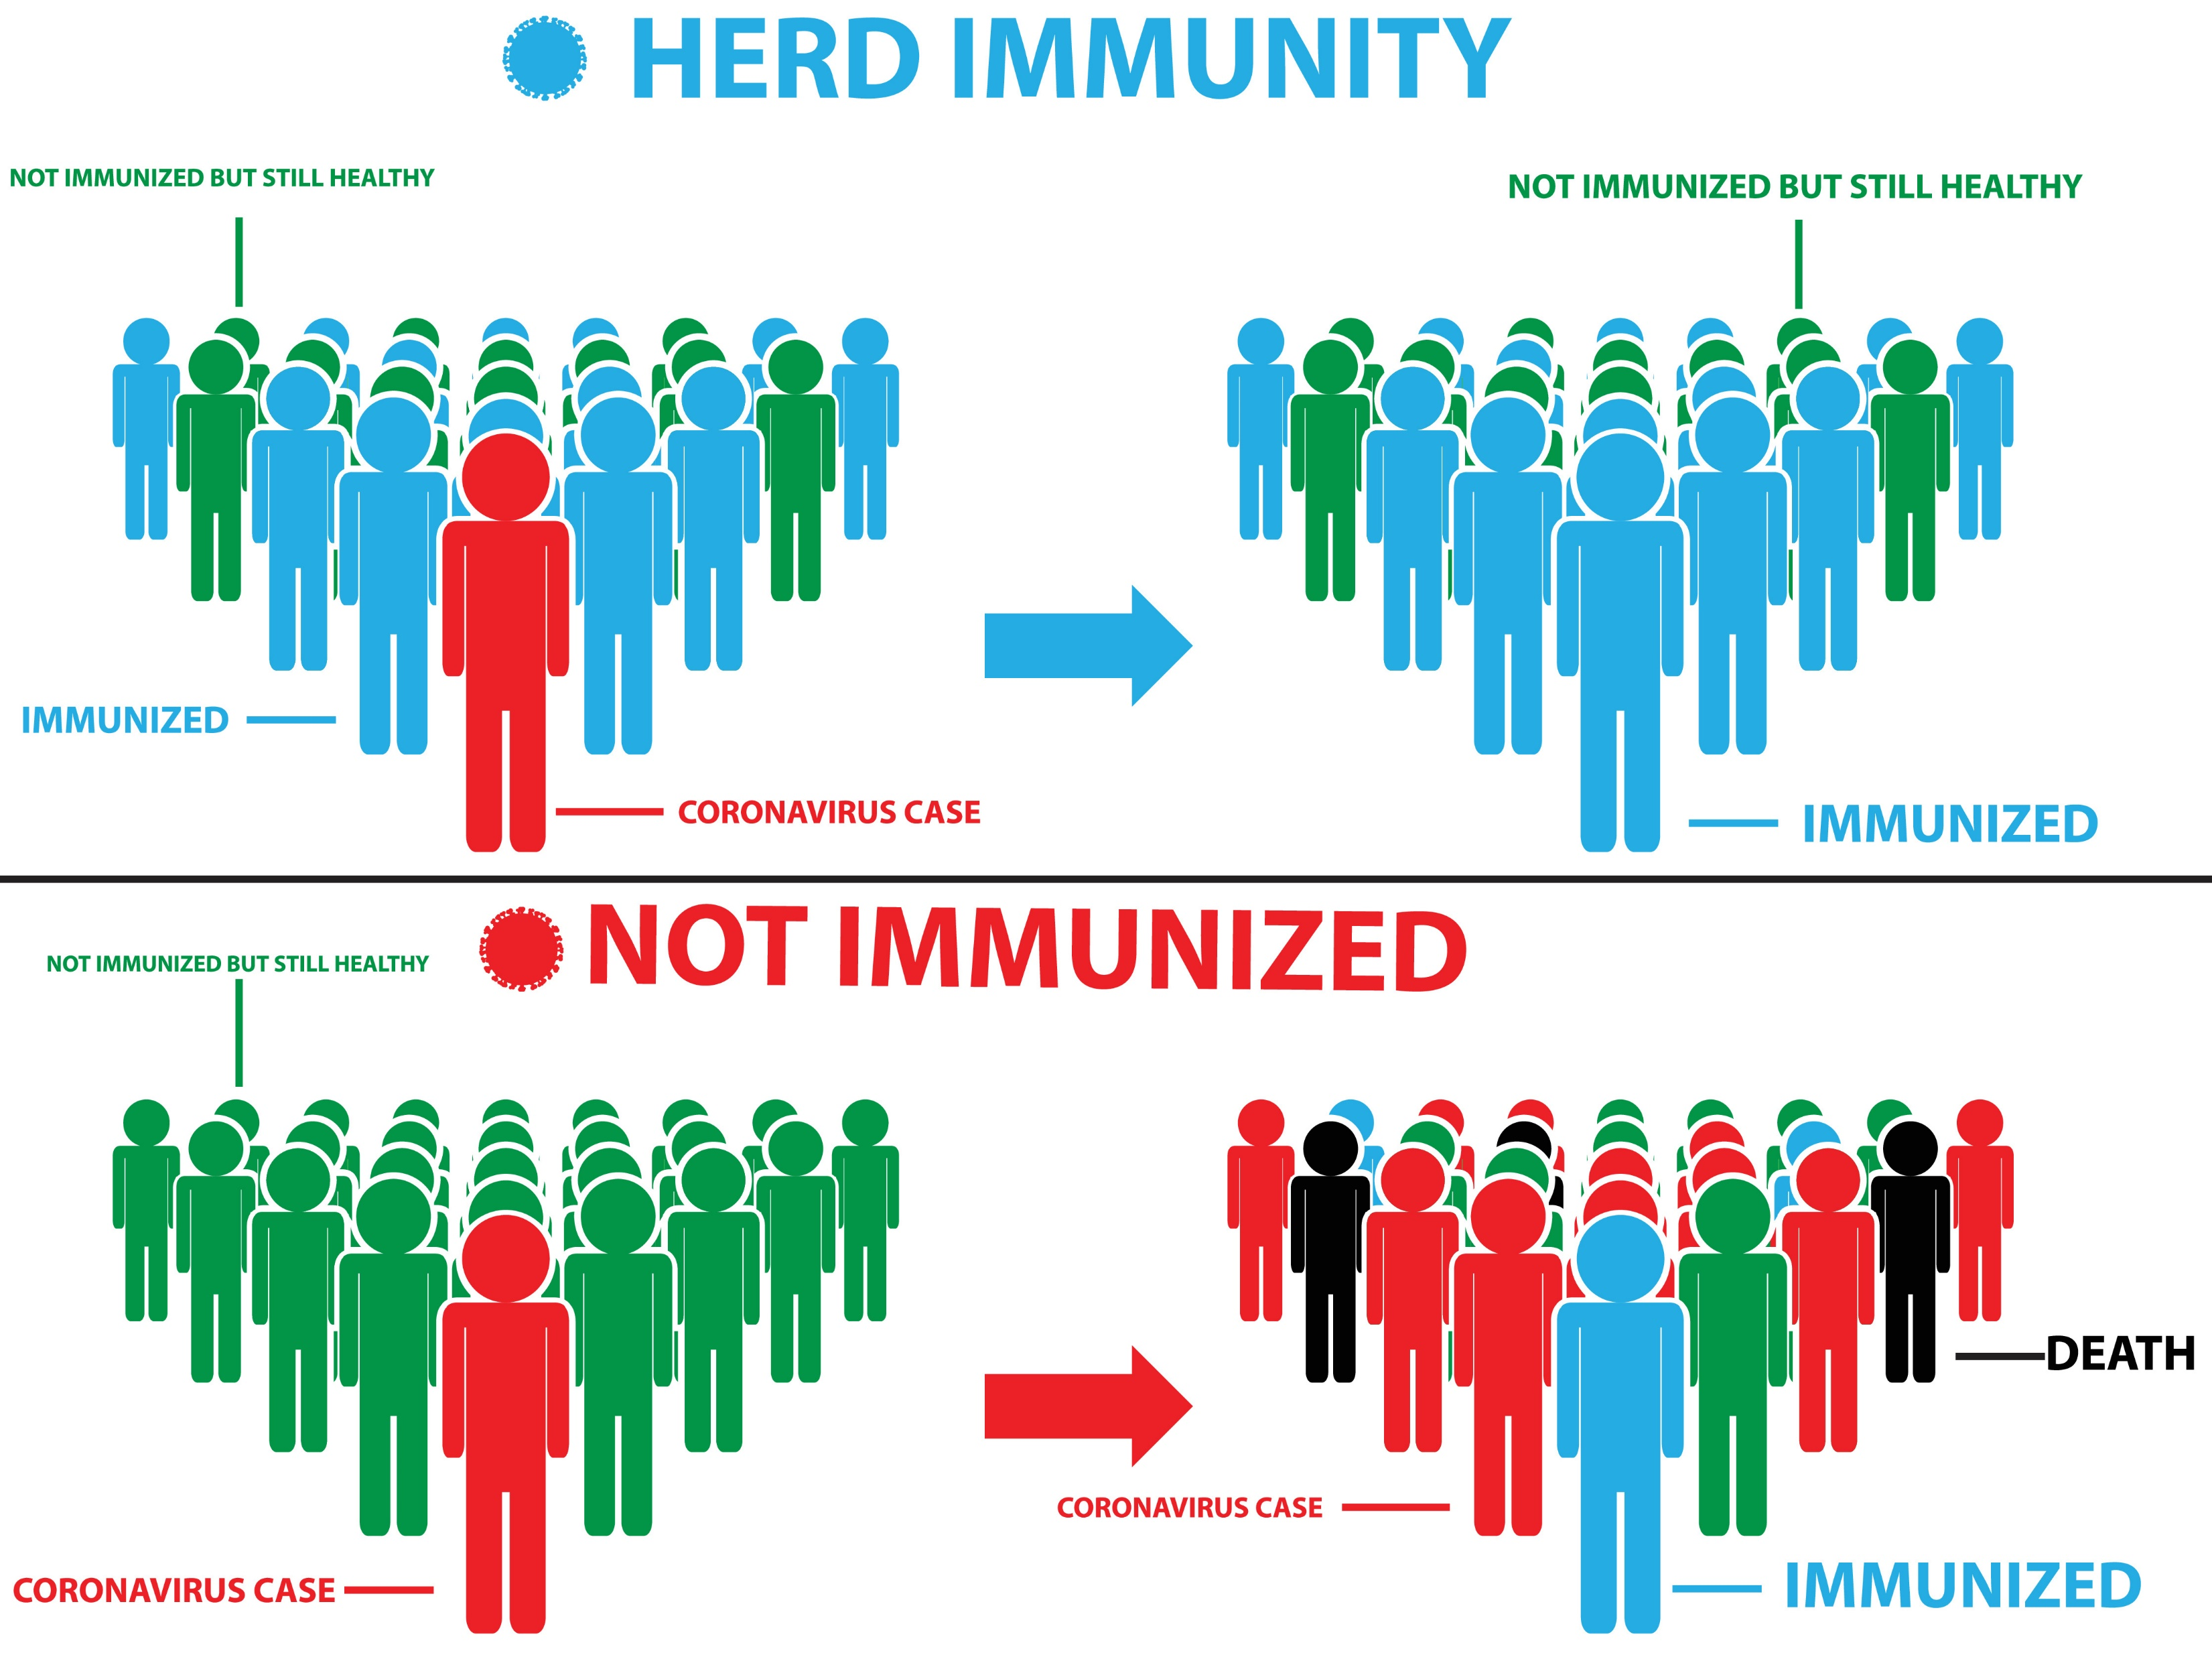 HERD IMMUNITY
NOT IMMUNIZED BUT STILL HEALTHY
NOT IMMUNIZED BUT STILL HEALTHY
IMMUNIZED
CORONAVIRUS CASE
IMMUNIZED
NOT IMMUNIZED
NOT IMMUNIZED BUT STILL HEALTHY
DEATH
CORONAVIRUS CASE
CORONAVIRUS CASE
IMMUNIZED